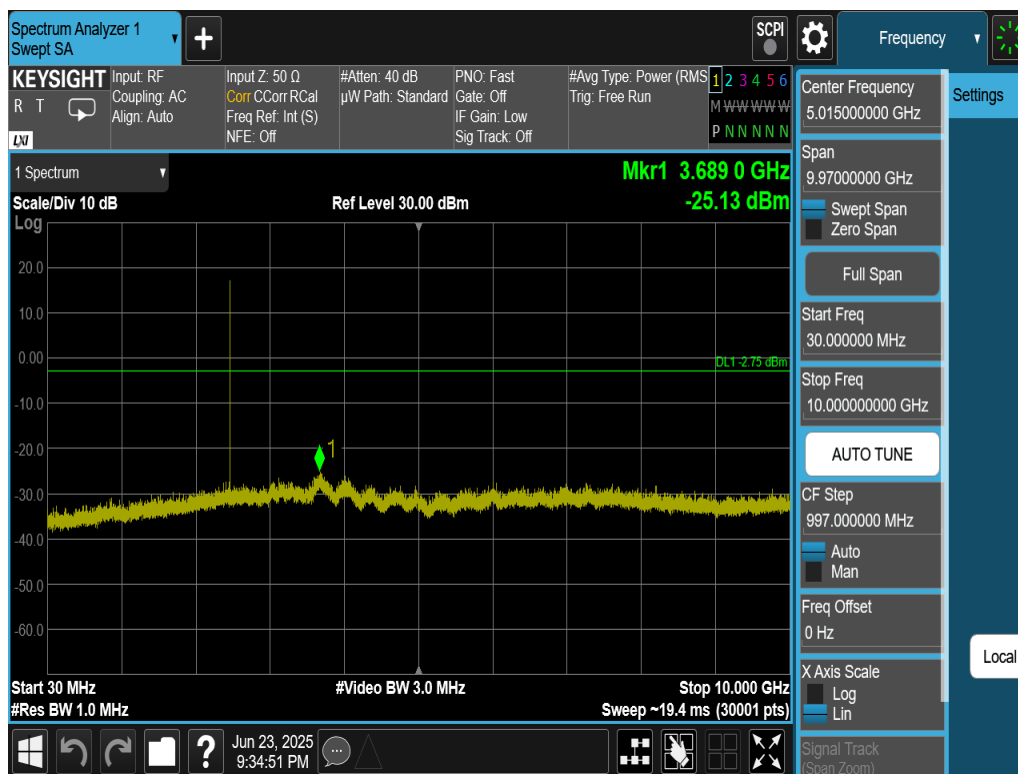 Spectrum Analyzer 1
Swept SA
+
SCPI
Frequency
KEYSIGHT
R T
LXI
Input: RF
Coupling: AC
Align: Auto
Input Z: 50 Ω
Corr CCorr RCal
Freq Ref: Int (S)
NFE: Off
#Atten: 40 dB
µW Path: Standard
PNO: Fast
Gate: Off
IF Gain: Low
Sig Track: Off
#Avg Type: Power (RMS
Trig: Free Run
1 2 3 4 5 6
M W W W W W
P N N N N N
Center Frequency
5.015000000 GHz
Settings
Span
9.97000000 GHz
Swept Span
Zero Span
Full Span
Start Freq
30.000000 MHz
Stop Freq
10.000000000 GHz
AUTO TUNE
CF Step
997.000000 MHz
Auto
Man
Freq Offset
0 Hz
X Axis Scale
Log
Lin
Signal Track
(Span Zoom)
Local
1 Spectrum
Mkr1 3.689 0 GHz
-25.13 dBm
Scale/Div 10 dB
Ref Level 30.00 dBm
Log
20.0
10.0
0.00
DL1 -2.75 dBm
-10.0
-20.0
1
-30.0
-40.0
-50.0
-60.0
Start 30 MHz
#Video BW 3.0 MHz
Stop 10.000 GHz
#Res BW 1.0 MHz
Sweep ~19.4 ms (30001 pts)
?
Jun 23, 2025
9:34:51 PM